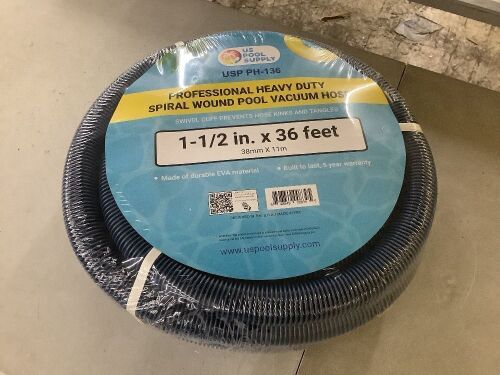 US
POOL
SUPPLY
USP PH-136
PROFESSIONAL HEAVY DUTY
SPIRAL WOUND POOL VACUUM HOSE
SWIVEL CUFF PREVENTS HOSE KINKS AND TANGLES
1-1/2 in. x 36 feet
38mm X 11m
• Made of durable EVA material
• Built to last, 5 year warranty
www.uspoolsupply.com